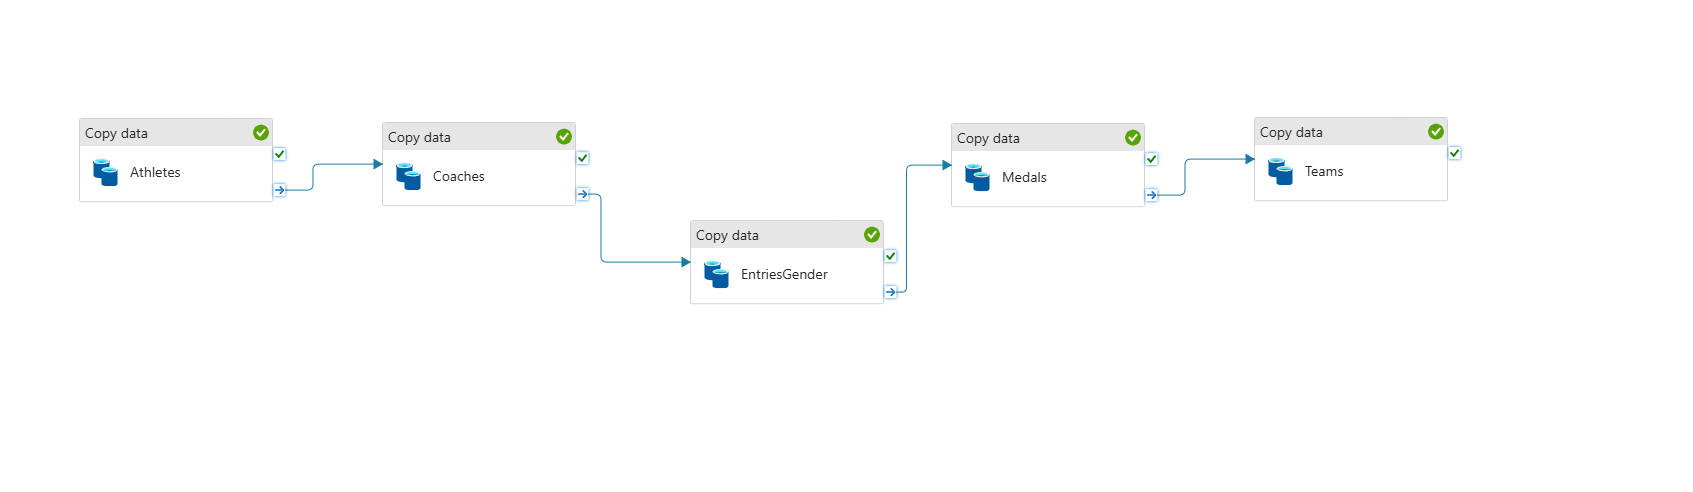 Copy data
Athletes
Copy data
Coaches
Copy data
EntriesGender
Copy data
Medals
Copy data
Teams